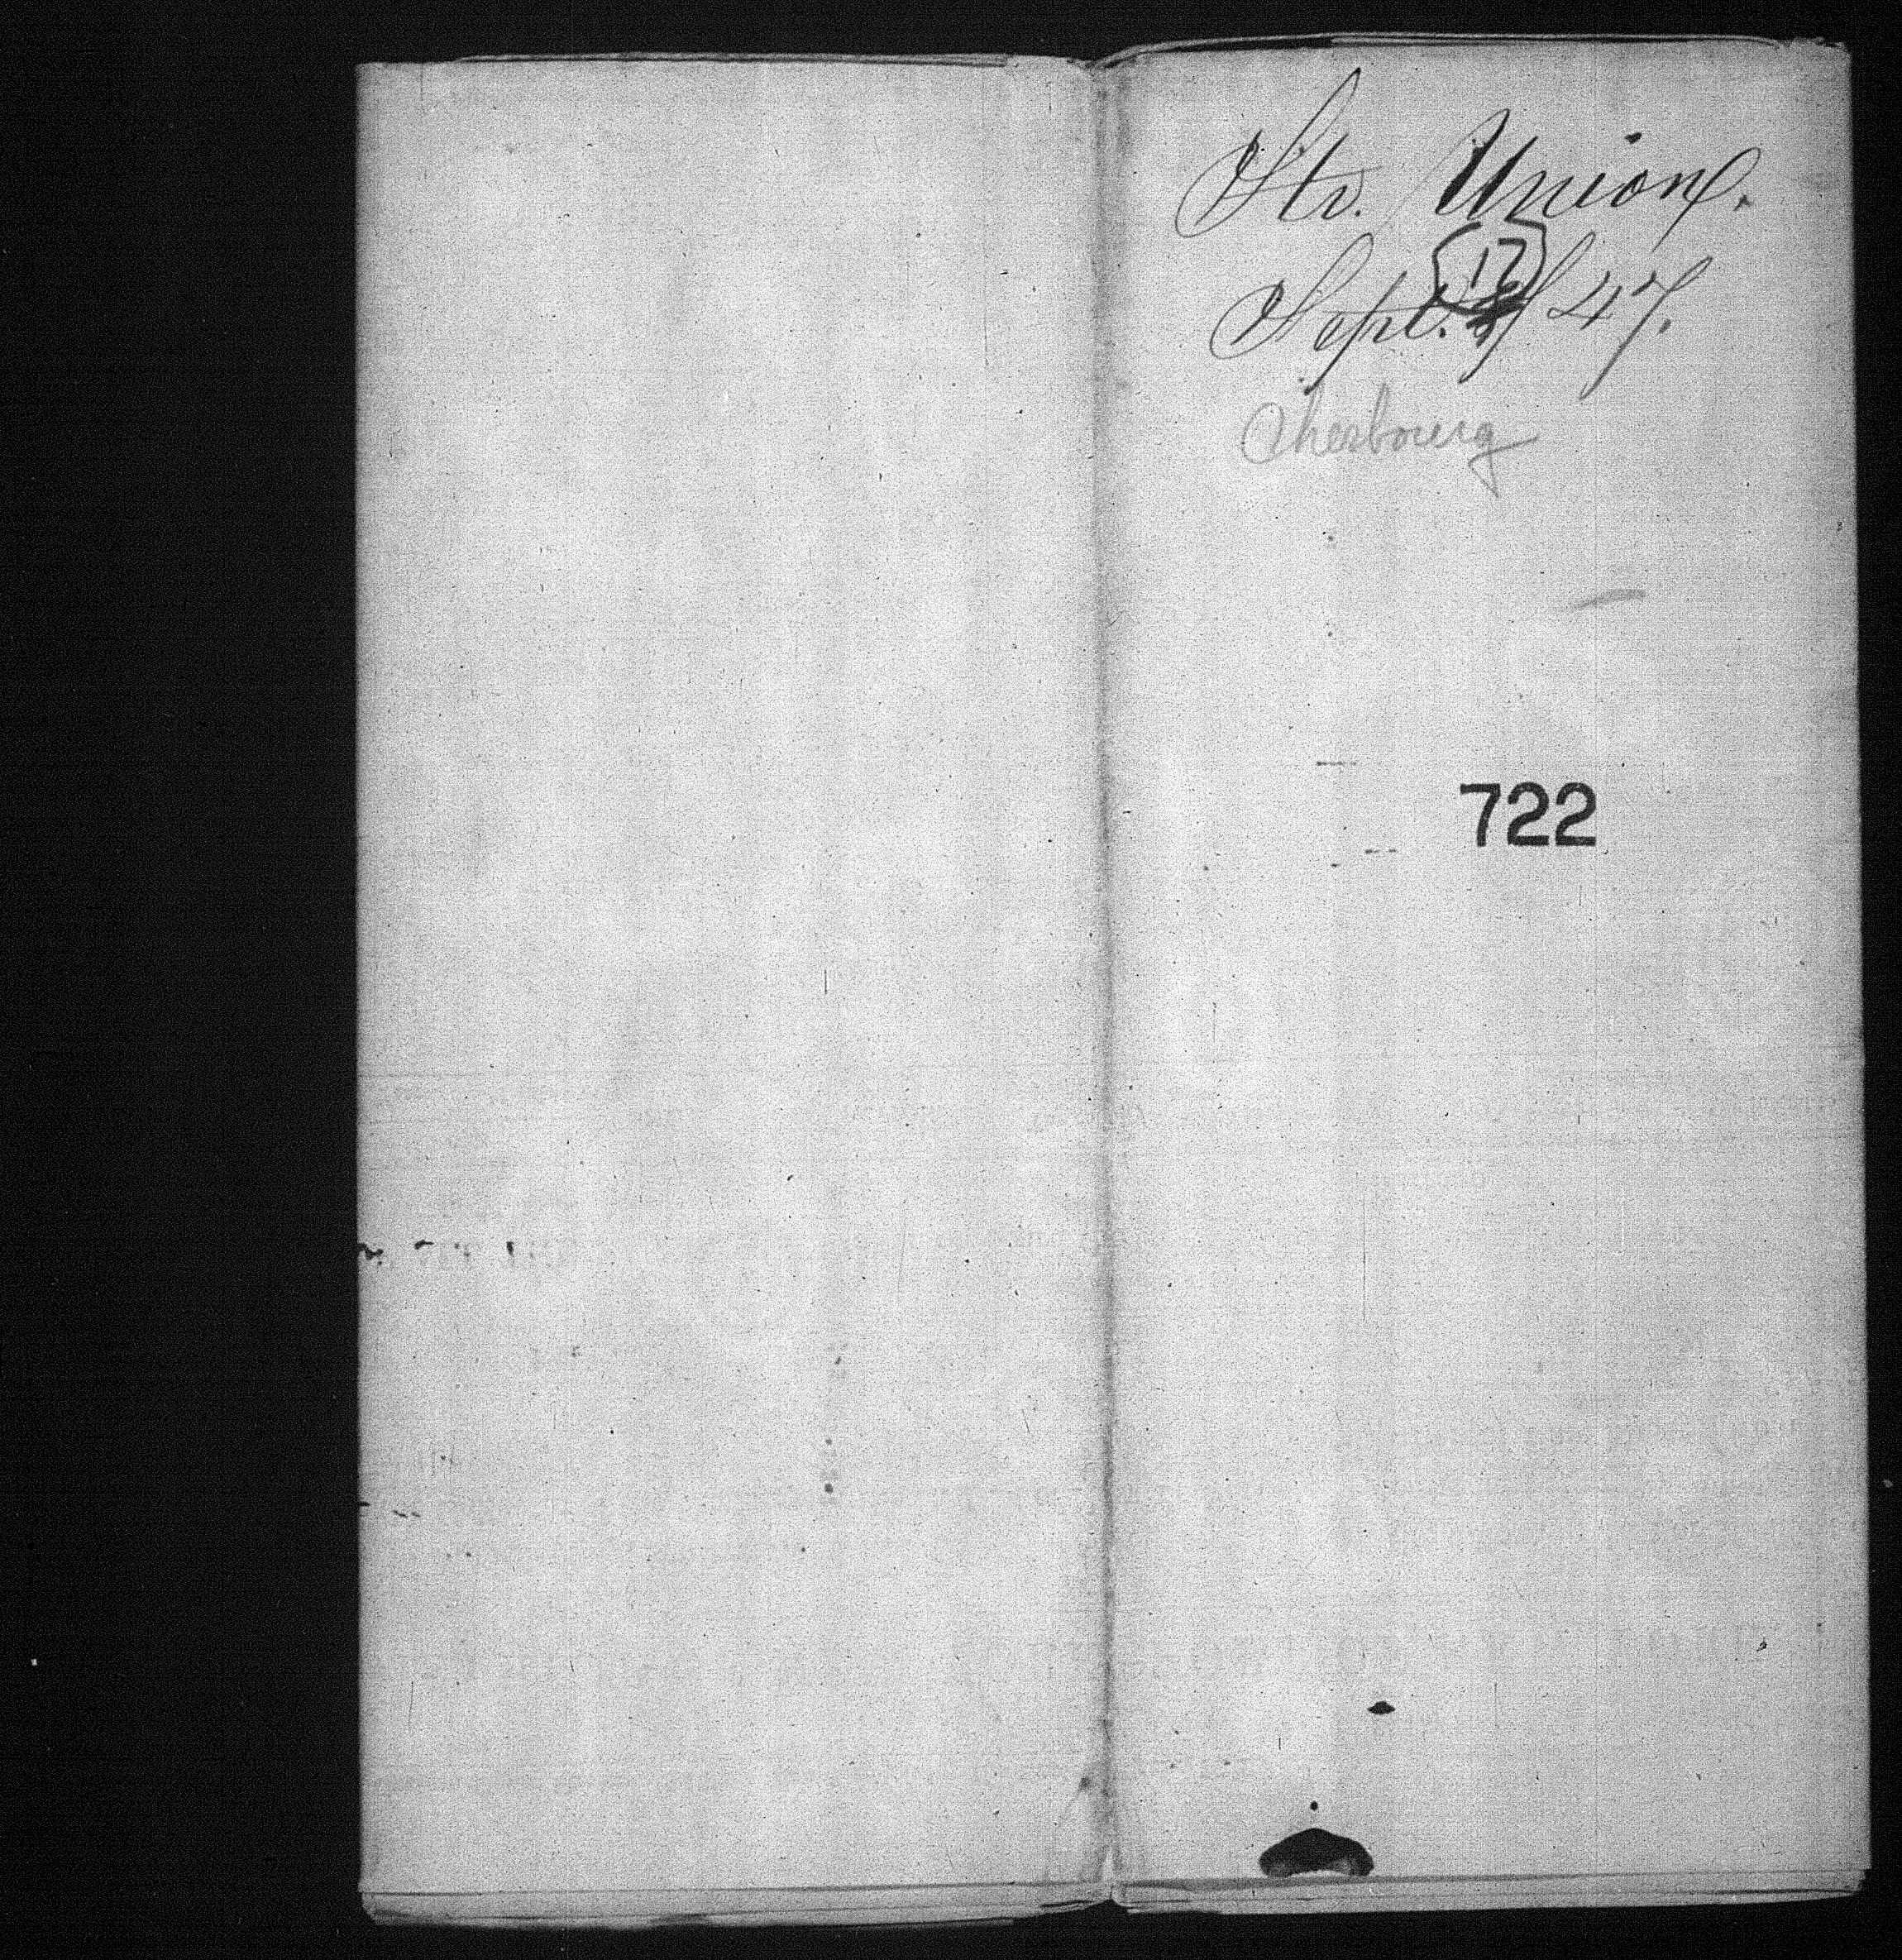 Str. Union.
Sept. 17/47.
Cherbourg
722